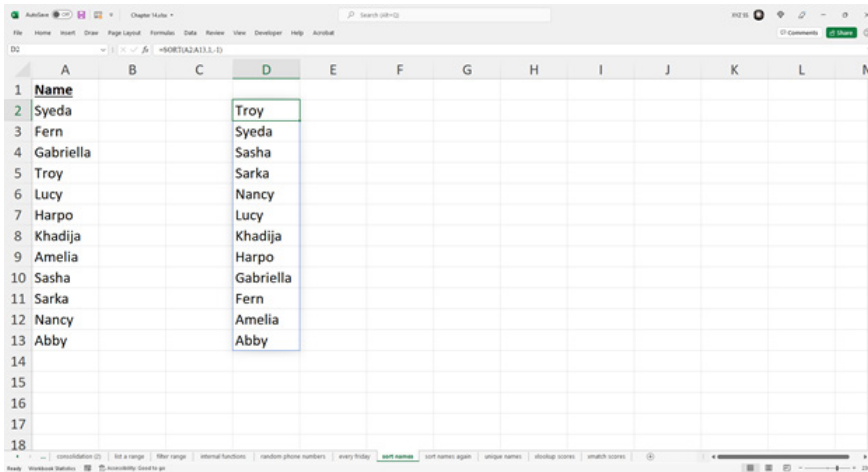 AutoSave Off Chapter 14.xlsx Search (Alt+Q) XYZ SS
File Home Insert Draw Page Layout Formulas Data Review View Developer Help Acrobat Comments Share
D2 fx =SORT(A2:A13,1,-1)
A B C D E F G H I J K L
1 Name
2 Syeda Troy
3 Fern Syeda
4 Gabriella Sasha
5 Troy Sarka
6 Lucy Nancy
7 Harpo Lucy
8 Khadija Khadija
9 Amelia Harpo
10 Sasha Gabriella
11 Sarka Fern
12 Nancy Amelia
13 Abby Abby
14
15
16
17
18
... consolidation (2) list a range filter range internal functions random phone numbers every friday sort names sort names again unique names xlookup scores xmatch scores
Ready Workbook Statistics Accessibility: Good to go